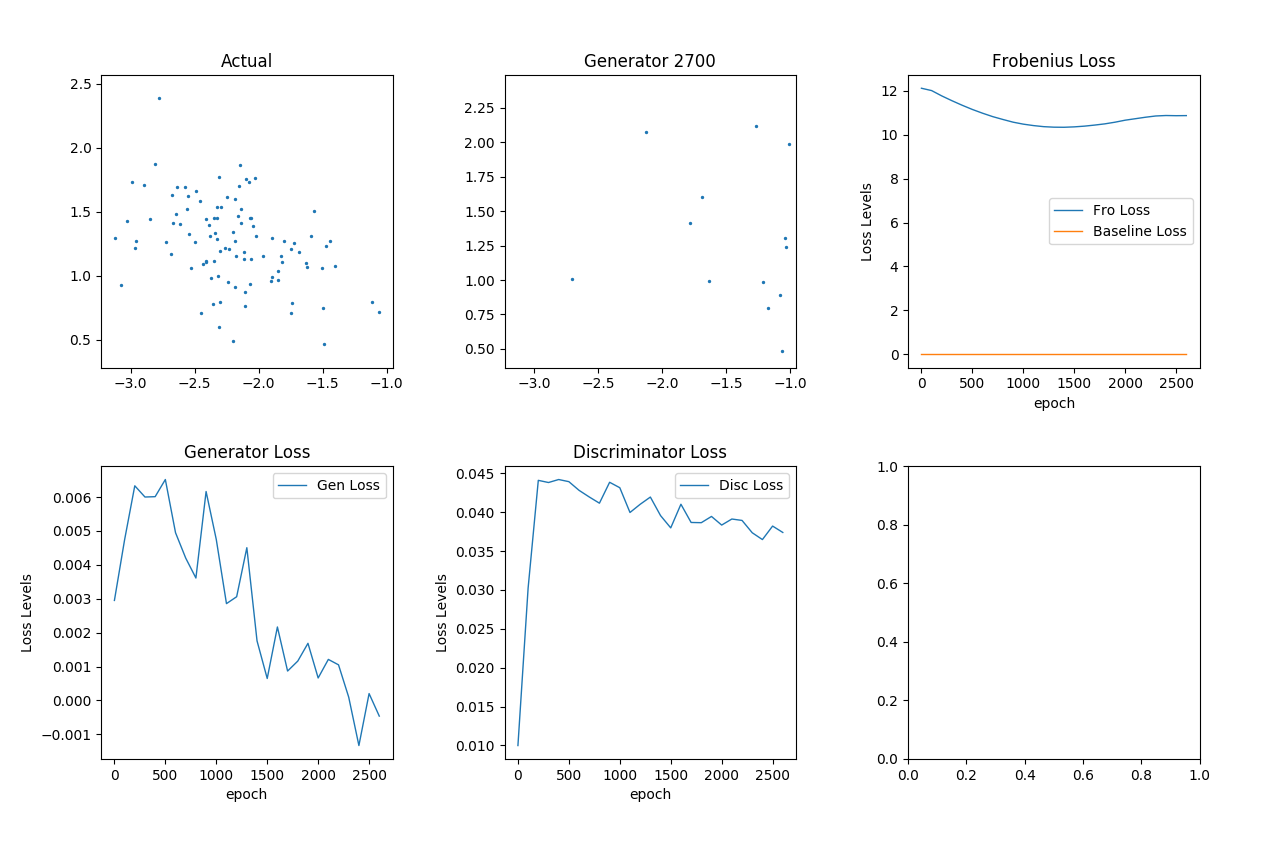 Actual
2.5
2.0
1.5
1.0
0.5
−3.0 −2.5 −2.0 −1.5 −1.0
Generator 2700
2.25
2.00
1.75
1.50
1.25
1.00
0.75
0.50
−3.0 −2.5 −2.0 −1.5 −1.0
Frobenius Loss
Loss Levels
12
10
8
6
4
2
0
Fro Loss
Baseline Loss
0 500 1000 1500 2000 2500
epoch
Generator Loss
Loss Levels
0.006
0.005
0.004
0.003
0.002
0.001
0.000
−0.001
Gen Loss
0 500 1000 1500 2000 2500
epoch
Discriminator Loss
Loss Levels
0.045
0.040
0.035
0.030
0.025
0.020
0.015
0.010
Disc Loss
0 500 1000 1500 2000 2500
epoch
1.0
0.8
0.6
0.4
0.2
0.0
0.0 0.2 0.4 0.6 0.8 1.0